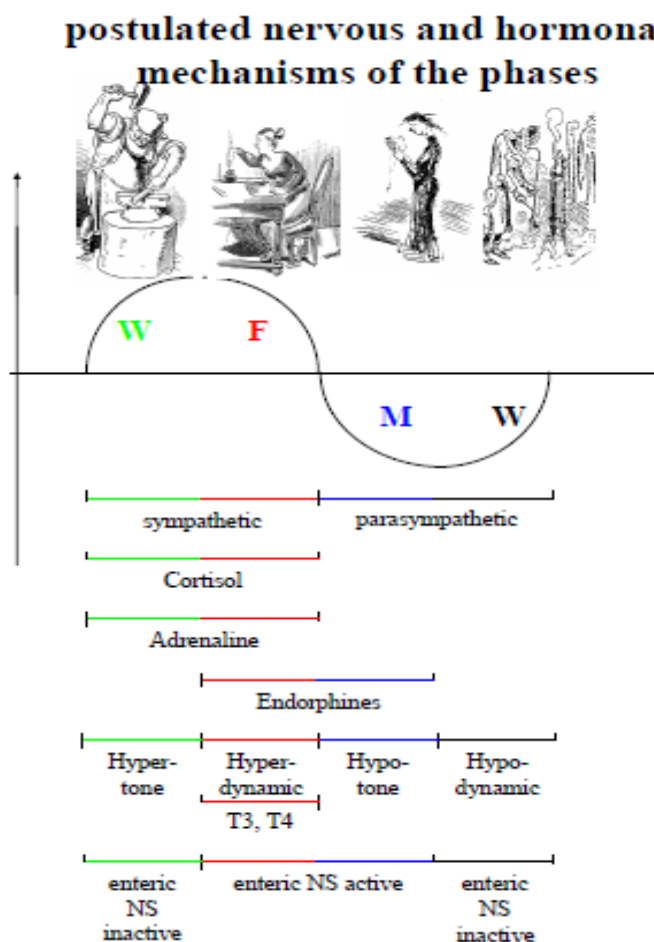 postulated nervous and hormona
mechanisms of the phases
W F
M W
sympathetic parasympathetic
Cortisol
Adrenaline
Endorphines
Hyper- Hyper- Hypo- Hypo-
tone dynamic tone dynamic
T3, T4
enteric enteric NS active enteric
NS NS
inactive inactive